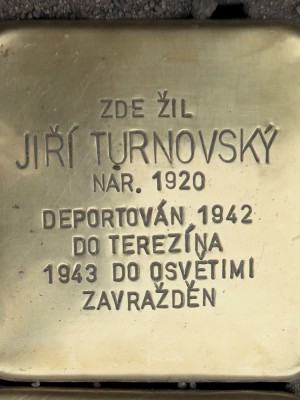 ZDE ŽIL
JIŘÍ TURNOVSKÝ
NAR. 1920
DEPORTOVÁN 1942
DO TEREZÍNA
1943 DO OSVĚTIMI
ZAVRAŽDĚN